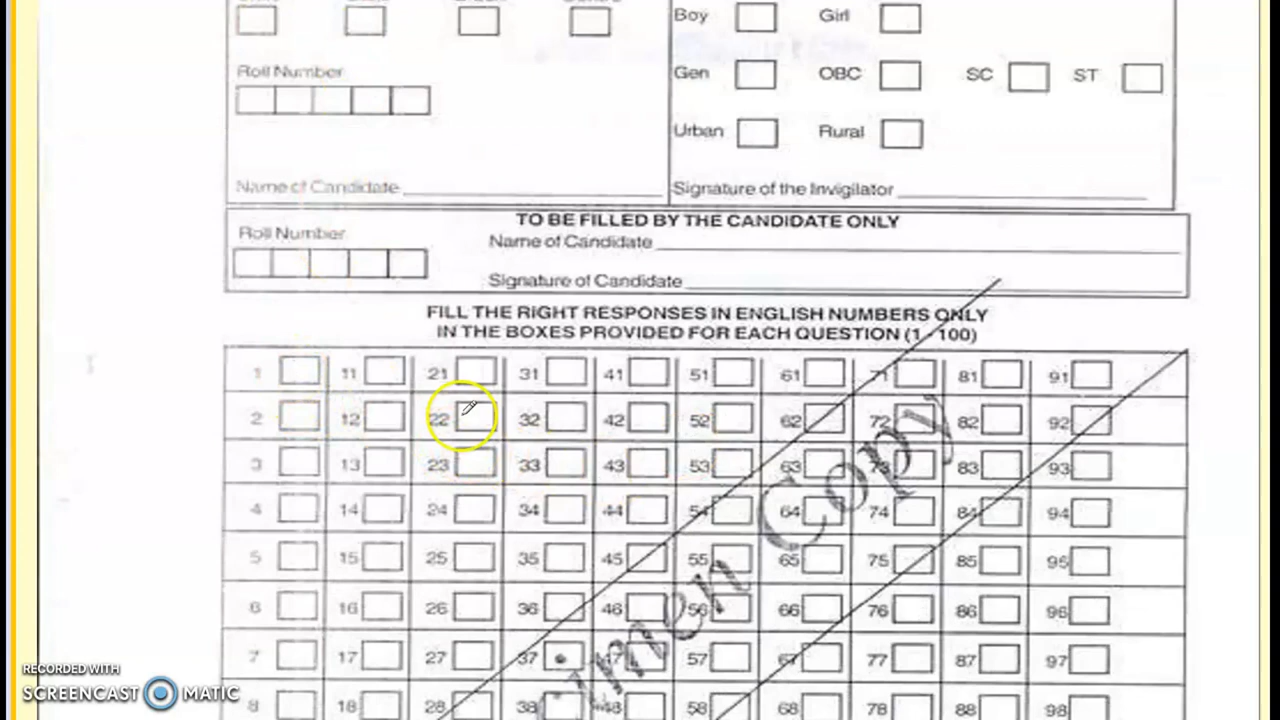 Boy Girl
Roll Number
Gen OBC SC ST
Urban Rural
Name of Candidate
Signature of the Invigilator
TO BE FILLED BY THE CANDIDATE ONLY
Roll Number
Name of Candidate
Signature of Candidate
FILL THE RIGHT RESPONSES IN ENGLISH NUMBERS ONLY
IN THE BOXES PROVIDED FOR EACH QUESTION (1 - 100)
1 11 21 31 41 51 61 71 81 91
2 12 22 32 42 52 62 72 82 92
3 13 23 33 43 53 63 73 83 93
4 14 24 34 44 54 64 74 84 94
5 15 25 35 45 55 65 75 85 95
6 16 26 36 46 56 66 76 86 96
7 17 27 37 47 57 67 77 87 97
8 18 28 38 48 58 68 78 88 98
Copy
RECORDED WITH
SCREENCAST MATIC